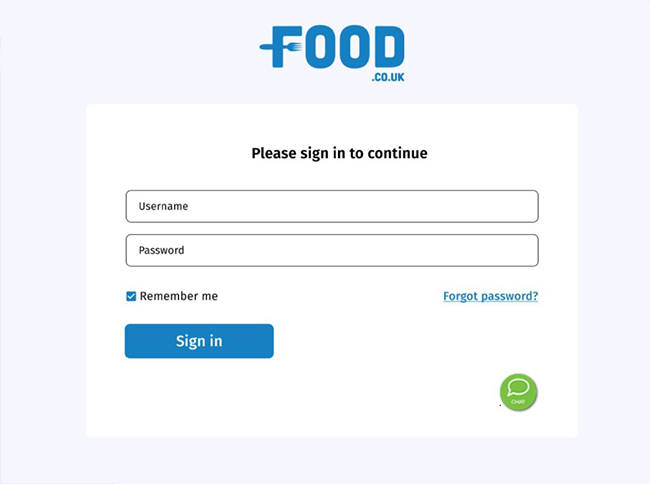 FOOD
.CO.UK
Please sign in to continue
Username
Password
Remember me
Forgot password?
Sign in
CHAT